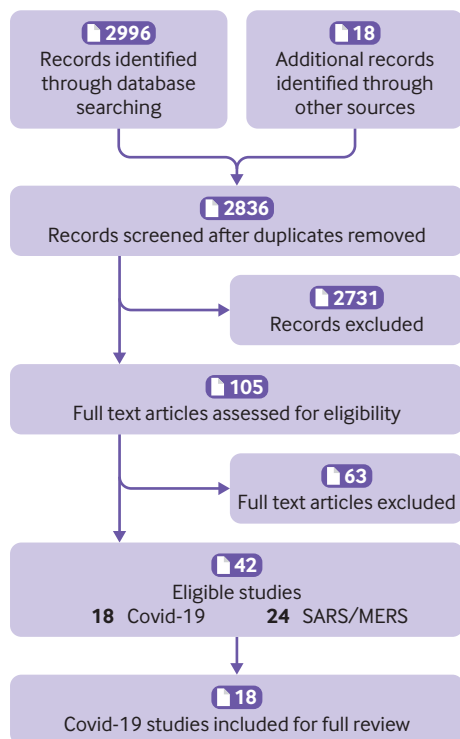 2996
Records identified
through database
searching
18
Additional records
identified through
other sources
2836
Records screened after duplicates removed
2731
Records excluded
105
Full text articles assessed for eligibility
63
Full text articles excluded
42
Eligible studies
18 Covid-19 24 SARS/MERS
18
Covid-19 studies included for full review